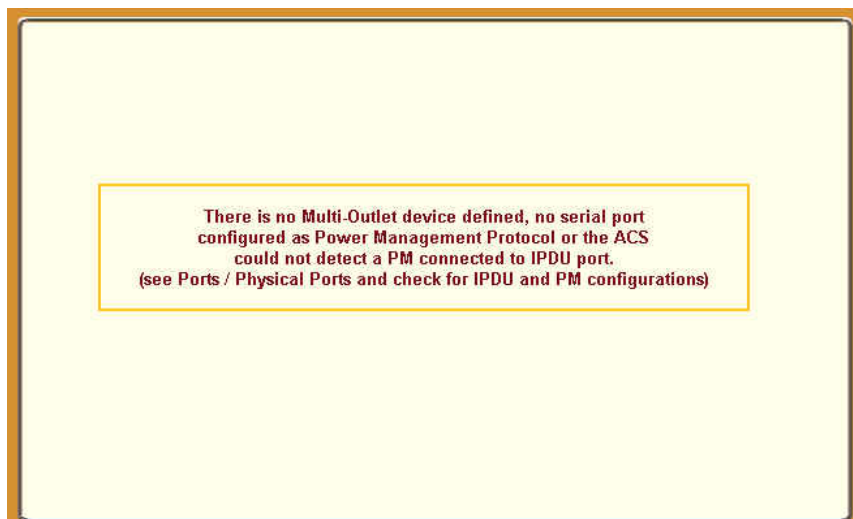 There is no Multi-Outlet device defined, no serial port
configured as Power Management Protocol or the ACS
could not detect a PM connected to IPDU port.
(see Ports / Physical Ports and check for IPDU and PM configurations)